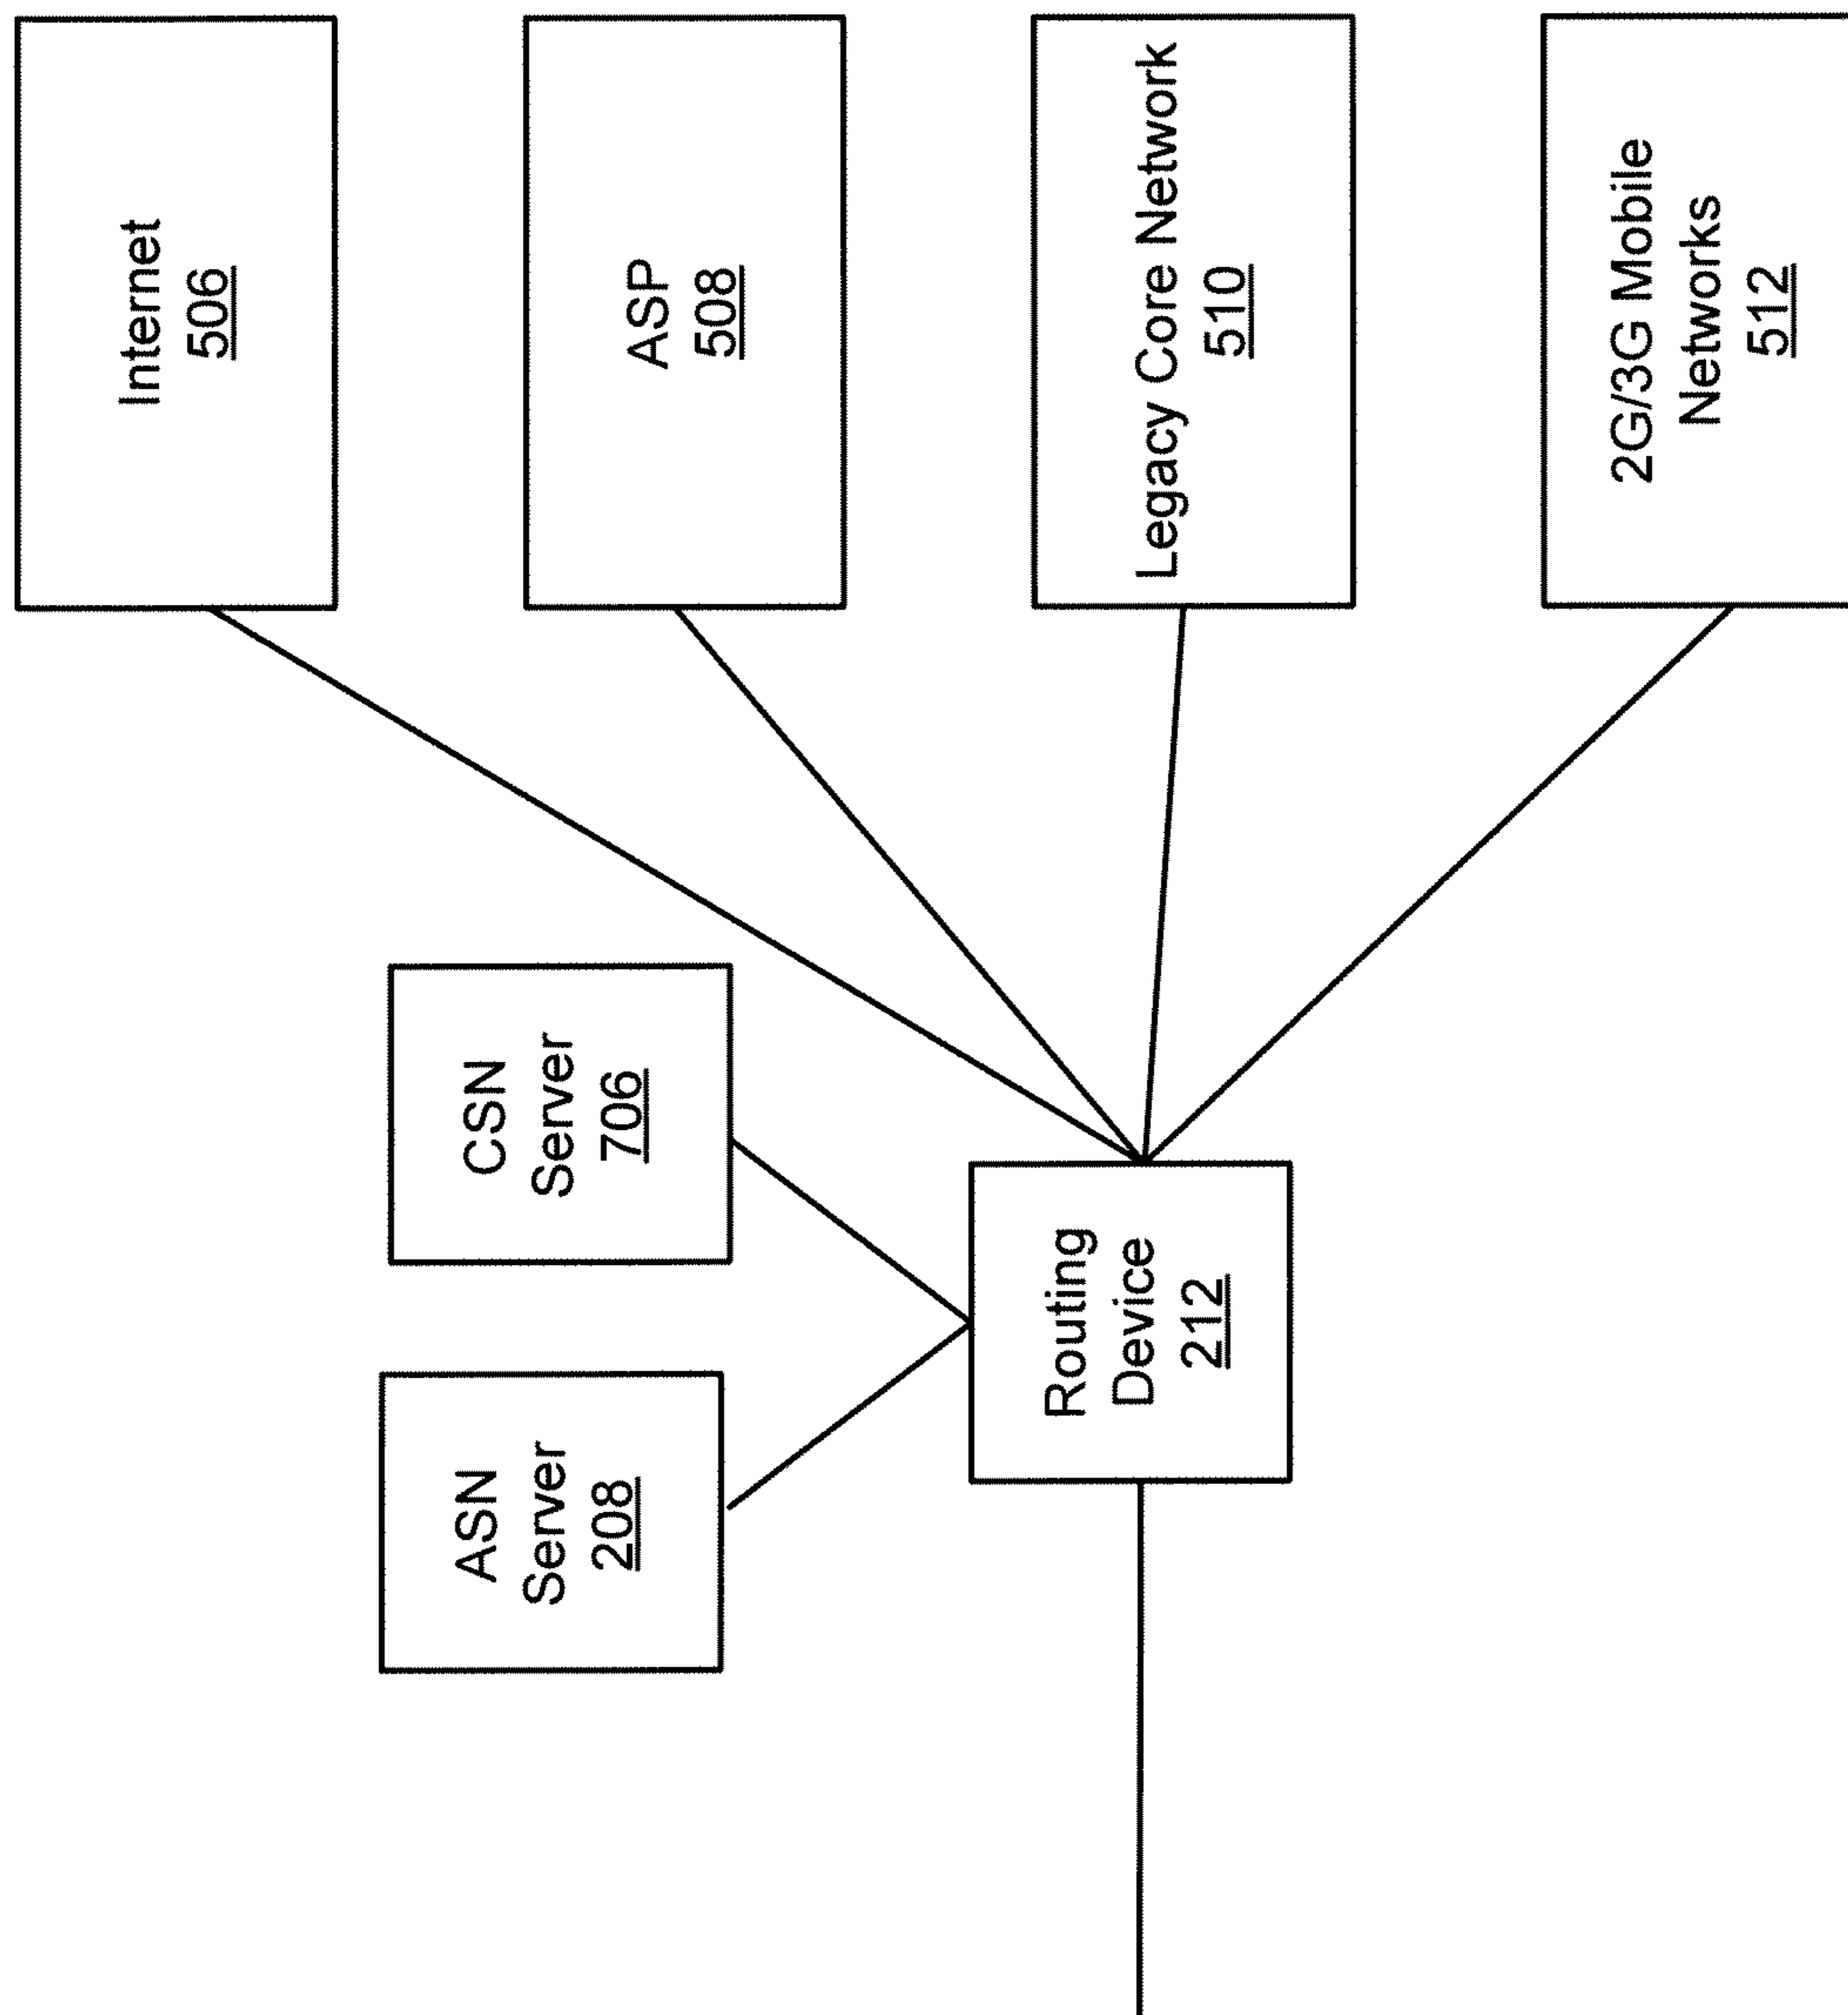 Internet
506
ASP
508
Legacy Core Network
510
2G/3G Mobile
Networks
512
CSN
Server
706
ASN
Server
208
Routing
Device
212